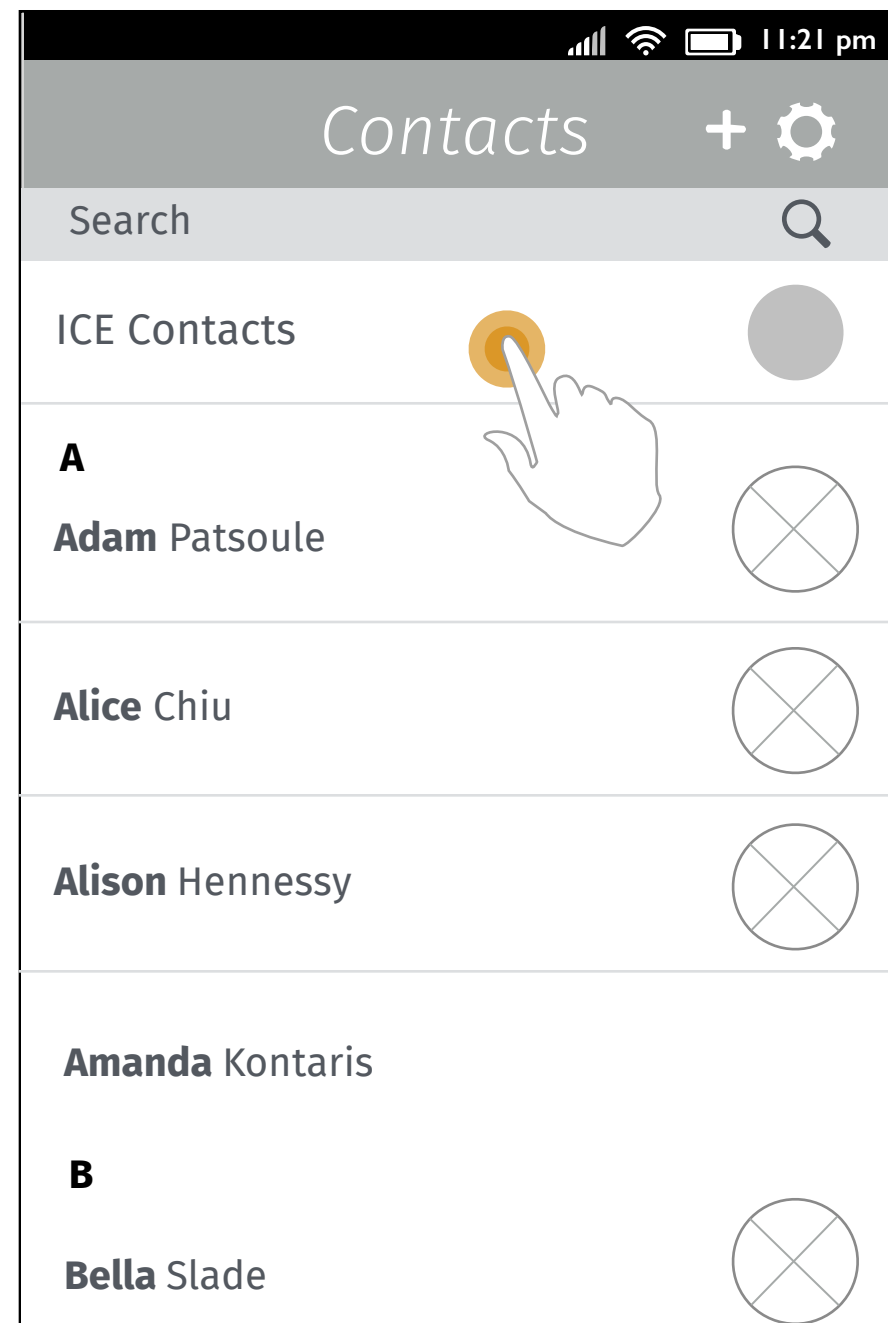 11:21 pm
Contacts
Search
ICE Contacts
A
Adam Patsoule
Alice Chiu
Alison Hennessy
Amanda Kontaris
B
Bella Slade